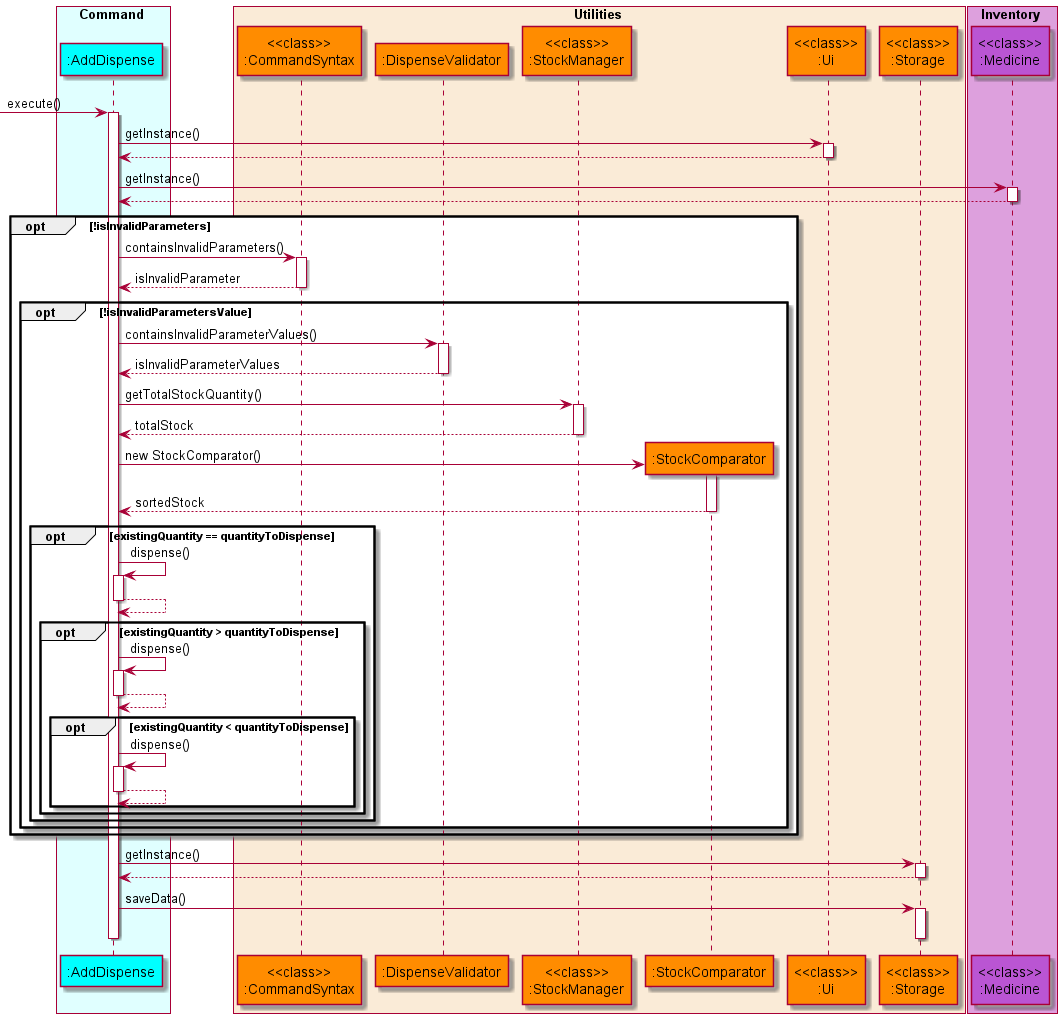 Command
Utilities
Inventory
:AddDispense
<<class>>
:CommandSyntax
:DispenseValidator
<<class>>
:StockManager
<<class>>
:Ui
<<class>>
:Storage
<<class>>
:Medicine
execute()
getInstance()
getInstance()
opt
[!isInvalidParameters]
containsInvalidParameters()
isInvalidParameter
opt
[!isInvalidParametersValue]
containsInvalidParameterValues()
isInvalidParameterValues
getTotalStockQuantity()
totalStock
new StockComparator()
:StockComparator
sortedStock
opt
[existingQuantity == quantityToDispense]
dispense()
opt
[existingQuantity > quantityToDispense]
dispense()
opt
[existingQuantity < quantityToDispense]
dispense()
getInstance()
saveData()
:AddDispense
<<class>>
:CommandSyntax
:DispenseValidator
<<class>>
:StockManager
:StockComparator
<<class>>
:Ui
<<class>>
:Storage
<<class>>
:Medicine